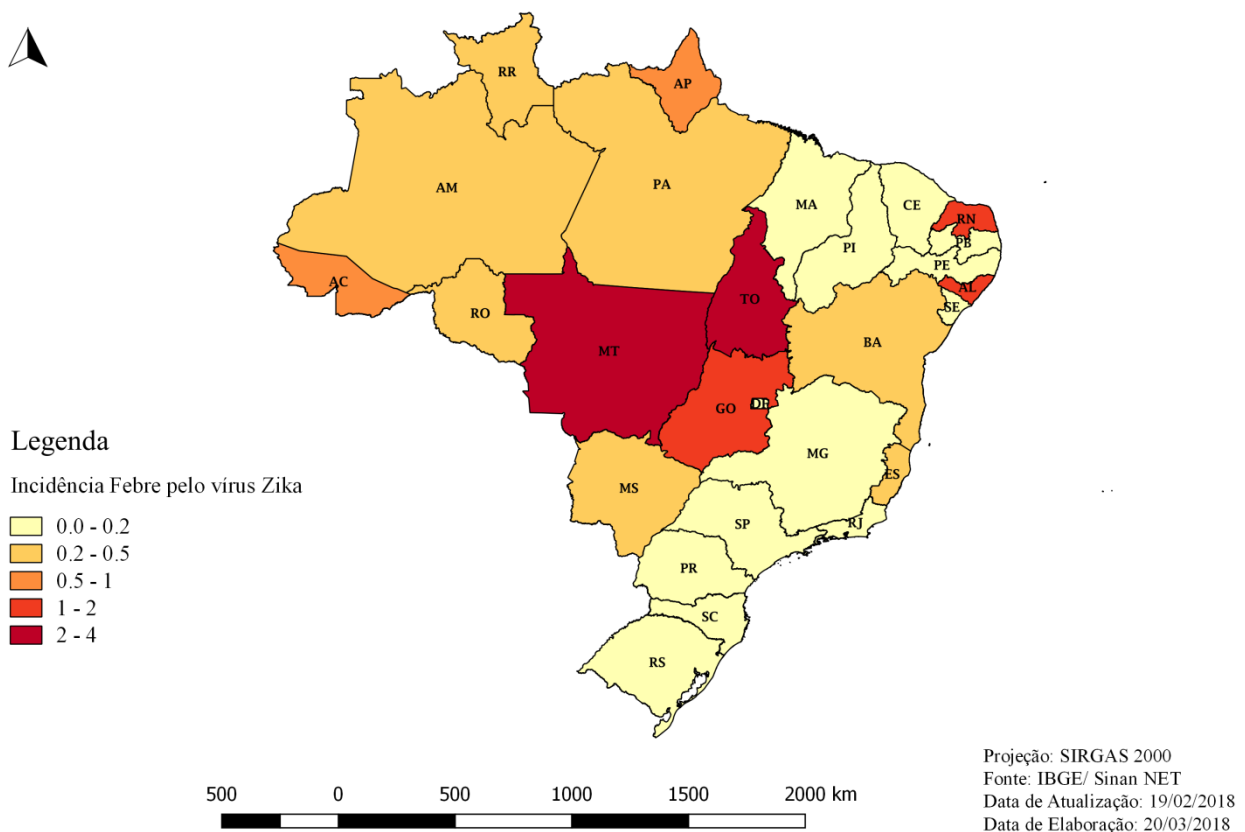 RR
AP
AM
PA
MA
CE
RN
PB
PI
PE
AL
SE
AC
RO
TO
BA
MT
GO
DF
MG
ES
MS
SP
RJ
PR
SC
RS
Legenda
Incidência Febre pelo vírus Zika
0.0 - 0.2
0.2 - 0.5
0.5 - 1
1 - 2
2 - 4
500 0 500 1000 1500 2000 km
Projeção: SIRGAS 2000
Fonte: IBGE/ Sinan NET
Data de Atualização: 19/02/2018
Data de Elaboração: 20/03/2018